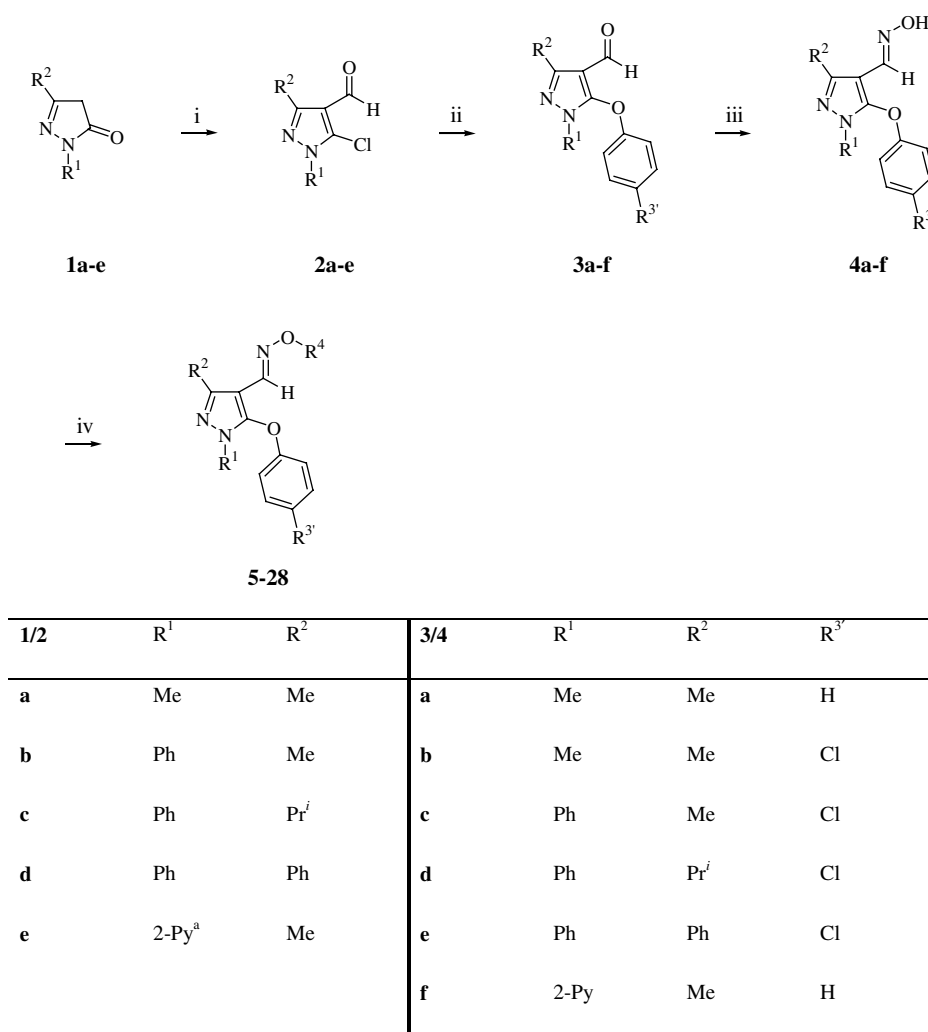 R² N N R¹ O
i
R² N N R¹ Cl O H
ii
R² N N R¹ O H O R³'
iii
R² N N R¹ N OH H O R³
1a-e 2a-e 3a-f 4a-f
iv
R² N N R¹ N O R⁴ H O R³'
5-28
1/2 R¹ R² 3/4 R¹ R² R³′
a Me Me a Me Me H
b Ph Me b Me Me Cl
c Ph Prⁱ c Ph Me Cl
d Ph Ph d Ph Prⁱ Cl
e 2-Pyᵃ Me e Ph Ph Cl
f 2-Py Me H